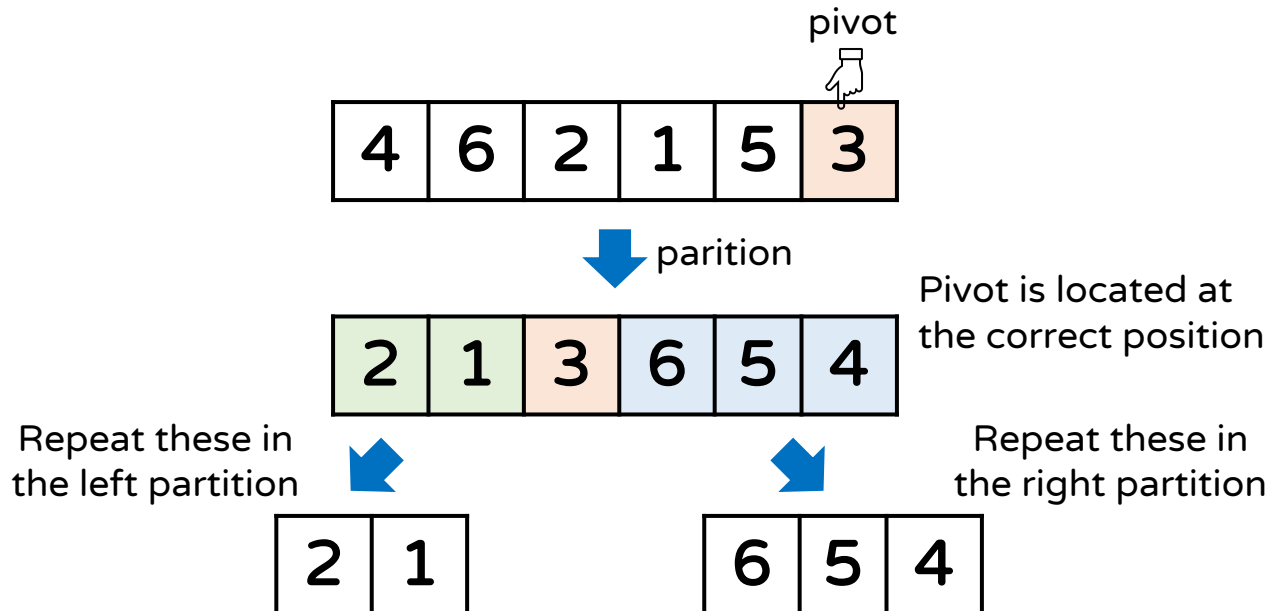 pivot
4 6 2 1 5 3
parition
Pivot is located at
the correct position
2 1 3 6 5 4
Repeat these in
the left partition
Repeat these in
the right partition
2 1
6 5 4